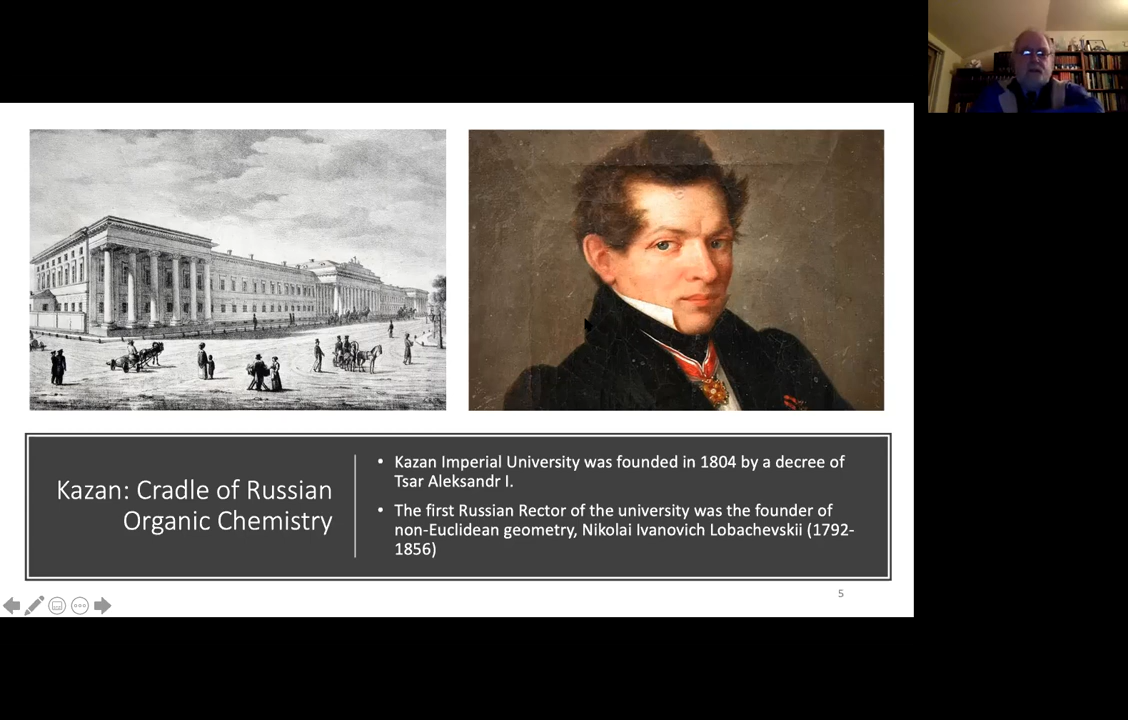 Kazan: Cradle of Russian
Organic Chemistry
• Kazan Imperial University was founded in 1804 by a decree of
Tsar Aleksandr I.
• The first Russian Rector of the university was the founder of
non-Euclidean geometry, Nikolai Ivanovich Lobachevskii (1792-
1856)
5